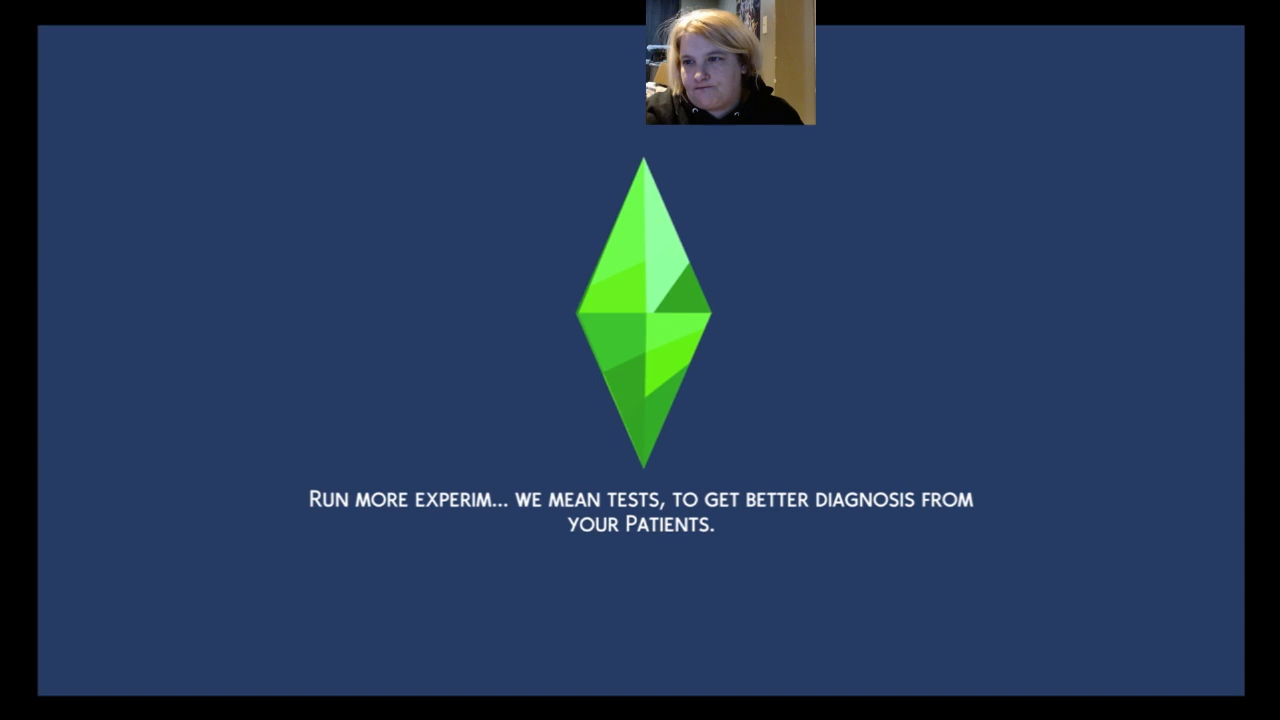 Run more experim... we mean tests, to get better diagnosis from
your Patients.